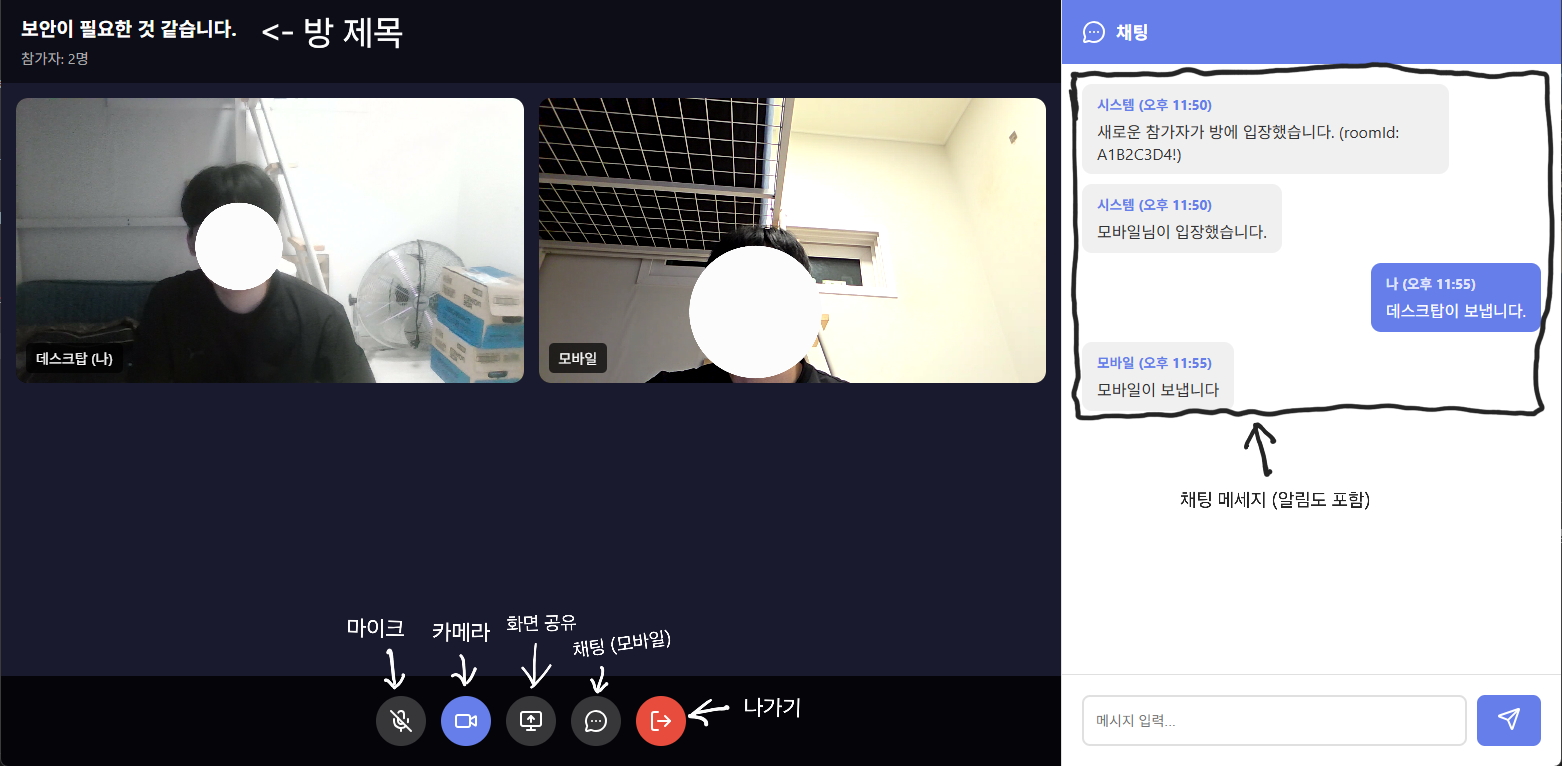 보안이 필요한 것 같습니다. <- 방 제목
참가자: 2명
데스크탑 (나)
모바일
마이크
카메라
화면 공유
채팅 (모바일)
나가기
채팅
시스템 (오후 11:50)
새로운 참가자가 방에 입장했습니다. (roomId:
A1B2C3D4!)
시스템 (오후 11:50)
모바일님이 입장했습니다.
나 (오후 11:55)
데스크탑이 보냅니다.
모바일 (오후 11:55)
모바일이 보냅니다
채팅 메세지 (알림도 포함)
메시지 입력...